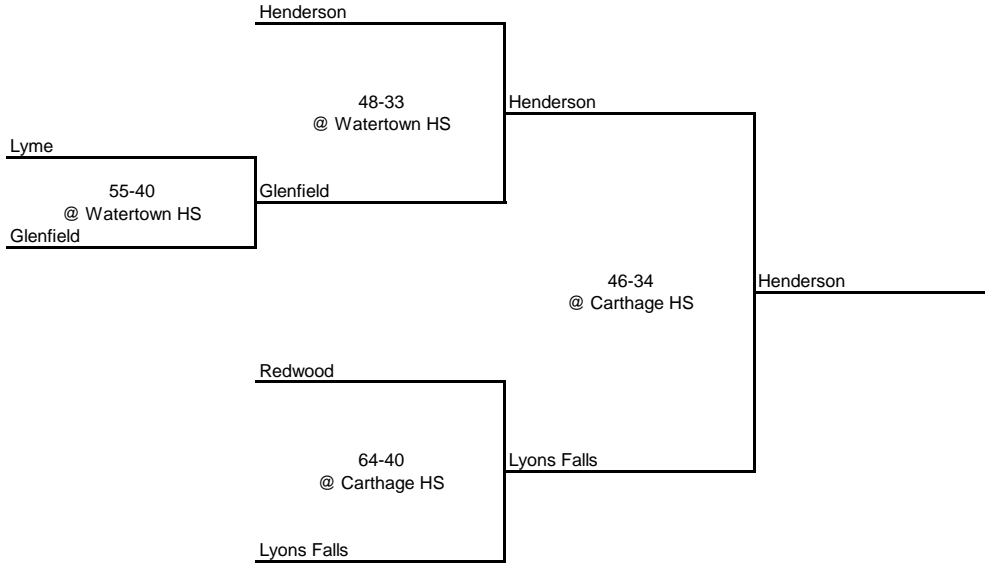 Henderson
48-33
@ Watertown HS
Henderson
Lyme
55-40
@ Watertown HS
Glenfield
Glenfield
46-34
@ Carthage HS
Henderson
Redwood
64-40
@ Carthage HS
Lyons Falls
Lyons Falls